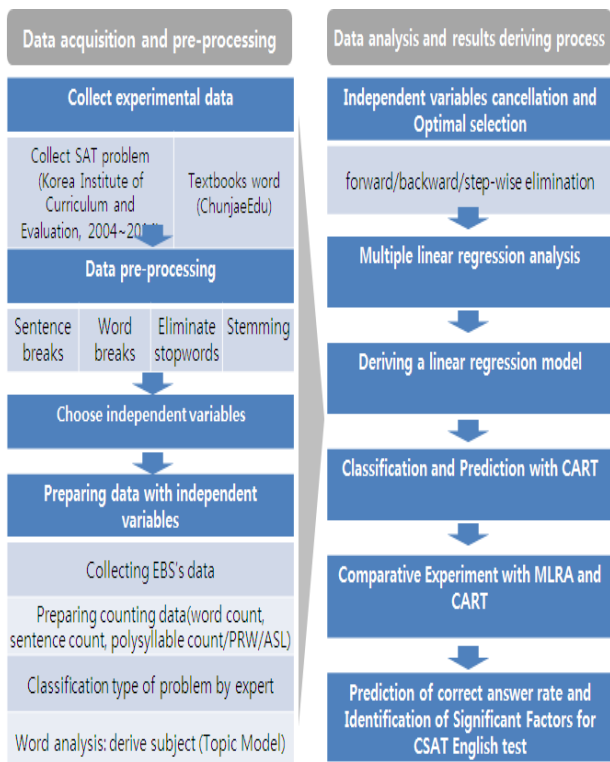 Data acquisition and pre-processing
Collect experimental data
Collect SAT problem
(Korea Institute of
Curriculum and
Evaluation, 2004~20
Textbooks word
(ChunjaeEdu)
Data pre-processing
Sentence
breaks
Word
breaks
Eliminate
stopwords
Stemming
Choose independent variables
Preparing data with independent
variables
Collecting EBS's data
Preparing counting data(word count,
sentence count, polysyllable count/PRW/ASL)
Classification type of problem by expert
Word analysis: derive subject (Topic Model)
Data analysis and results deriving process
Independent variables cancellation and
Optimal selection
forward/backward/step-wise elimination
Multiple linear regression analysis
Deriving a linear regression model
Classification and Prediction with CART
Comparative Experiment with MLRA and
CART
Prediction of correct answer rate and
Identification of Significant Factors for
CSAT English test